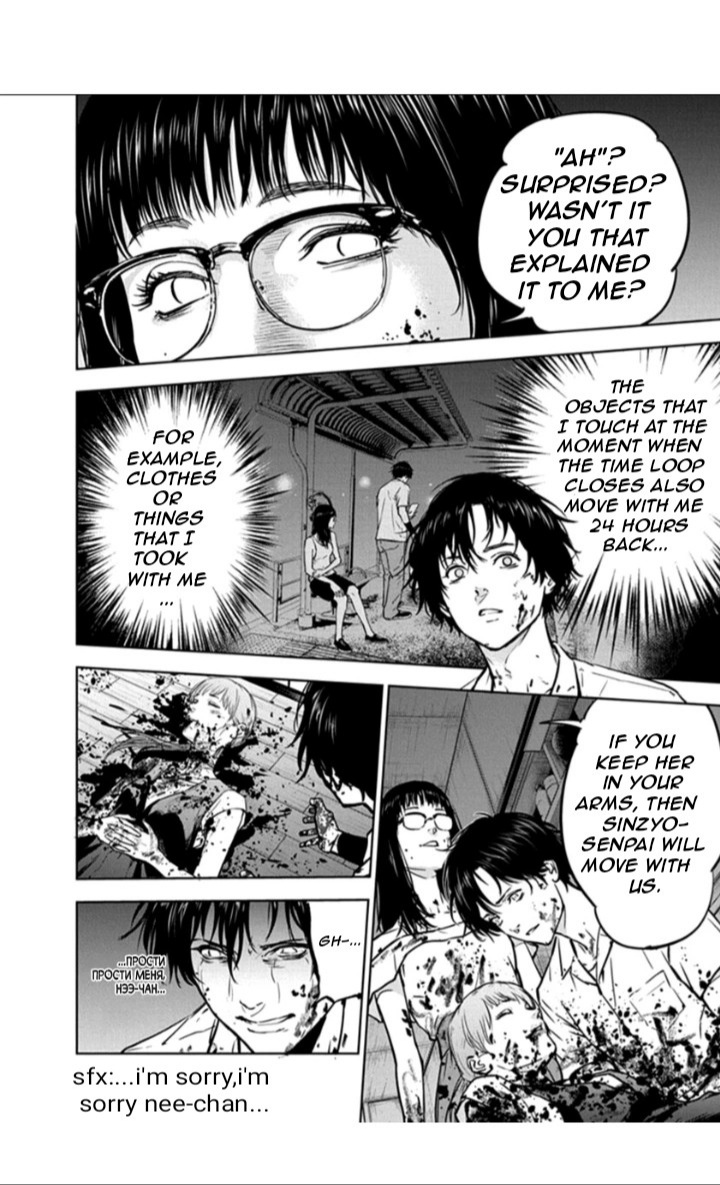 "AH"?
SURPRISED?
WASN'T IT
YOU THAT
EXPLAINED
IT TO ME?
THE
OBJECTS THAT
I TOUCH AT THE
MOMENT WHEN
THE TIME LOOP
CLOSES ALSO
MOVE WITH ME
24 HOURS
BACK...
FOR
EXAMPLE,
CLOTHES
OR
THINGS
THAT I
TOOK
WITH ME
...
IF YOU
KEEP HER
IN YOUR
ARMS, THEN
SINZYO-
SENPAI WILL
MOVE WITH
US.
GH-...
...ПРОСТИ
ПРОСТИ МЕНЯ,
НЭЭ-ЧАН...
sfx:...i'm sorry,i'm
sorry nee-chan...